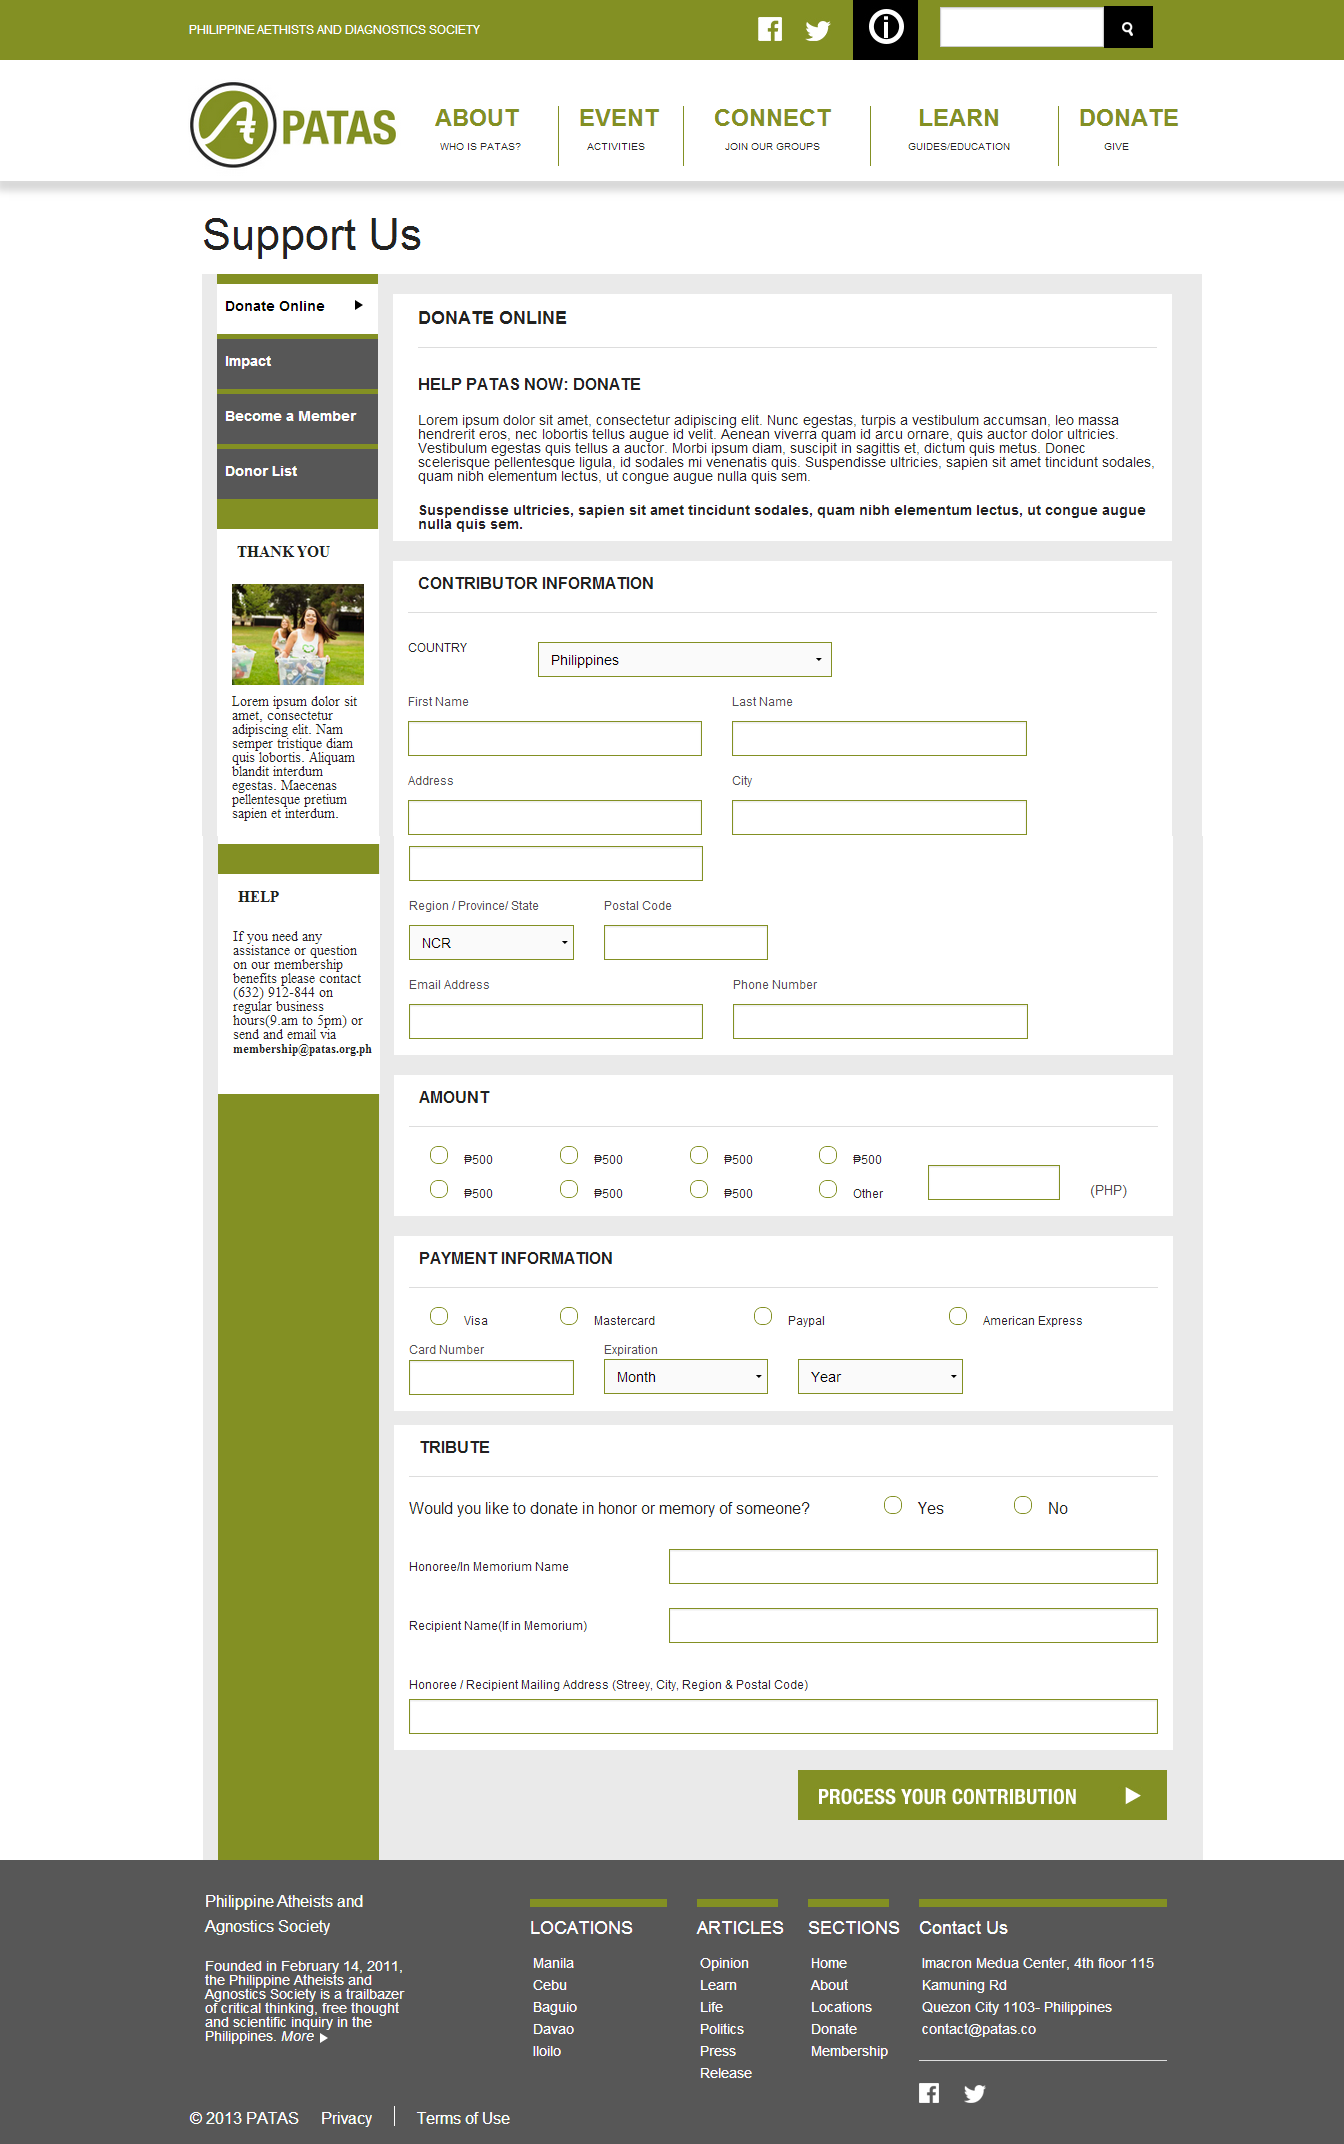 PHILIPPINE AETHISTS AND DIAGNOSTICS SOCIETY
PATAS
ABOUT
WHO IS PATAS?
EVENT
ACTIVITIES
CONNECT
JOIN OUR GROUPS
LEARN
GUIDES/EDUCATION
DONATE
GIVE
Support Us
Donate Online
Impact
Become a Member
Donor List
THANK YOU
Lorem ipsum dolor sit
amet, consectetur
adipiscing elit. Nam
semper tristique diam
quis lobortis. Aliquam
blandit interdum
egestas. Maecenas
pellentesque pretium
sapien et interdum.
HELP
If you need any
assistance or question
on our membership
benefits please contact
(632) 912-844 on
regular business
hours(9.am to 5pm) or
send and email via
membership@patas.org.ph
DONATE ONLINE
HELP PATAS NOW: DONATE
Lorem ipsum dolor sit amet, consectetur adipiscing elit. Nunc egestas, turpis a vestibulum accumsan, leo massa
hendrerit eros, nec lobortis tellus augue id velit. Aenean viverra quam id arcu ornare, quis auctor dolor ultricies.
Vestibulum egestas quis tellus a auctor. Morbi ipsum diam, suscipit in sagittis et, dictum quis metus. Donec
scelerisque pellentesque ligula, id sodales mi venenatis quis. Suspendisse ultricies, sapien sit amet tincidunt sodales,
quam nibh elementum lectus, ut congue augue nulla quis sem.
Suspendisse ultricies, sapien sit amet tincidunt sodales, quam nibh elementum lectus, ut congue augue
nulla quis sem.
CONTRIBUTOR INFORMATION
COUNTRY
Philippines
First Name
Last Name
Address
City
Region / Province/ State
Postal Code
NCR
Email Address
Phone Number
AMOUNT
₱500
₱500
₱500
₱500
₱500
₱500
₱500
Other
(PHP)
PAYMENT INFORMATION
Visa
Mastercard
Paypal
American Express
Card Number
Expiration
Month
Year
TRIBUTE
Would you like to donate in honor or memory of someone?
Yes
No
Honoree/In Memorium Name
Recipient Name(If in Memorium)
Honoree / Recipient Mailing Address (Streey, City, Region & Postal Code)
PROCESS YOUR CONTRIBUTION
Philippine Atheists and
Agnostics Society
Founded in February 14, 2011,
the Philippine Atheists and
Agnostics Society is a trailbazer
of critical thinking, free thought
and scientific inquiry in the
Philippines. More
LOCATIONS
Manila
Cebu
Baguio
Davao
Iloilo
ARTICLES
Opinion
Learn
Life
Politics
Press
Release
SECTIONS
Home
About
Locations
Donate
Membership
Contact Us
Imacron Medua Center, 4th floor 115
Kamuning Rd
Quezon City 1103- Philippines
contact@patas.co
© 2013 PATAS
Privacy
Terms of Use